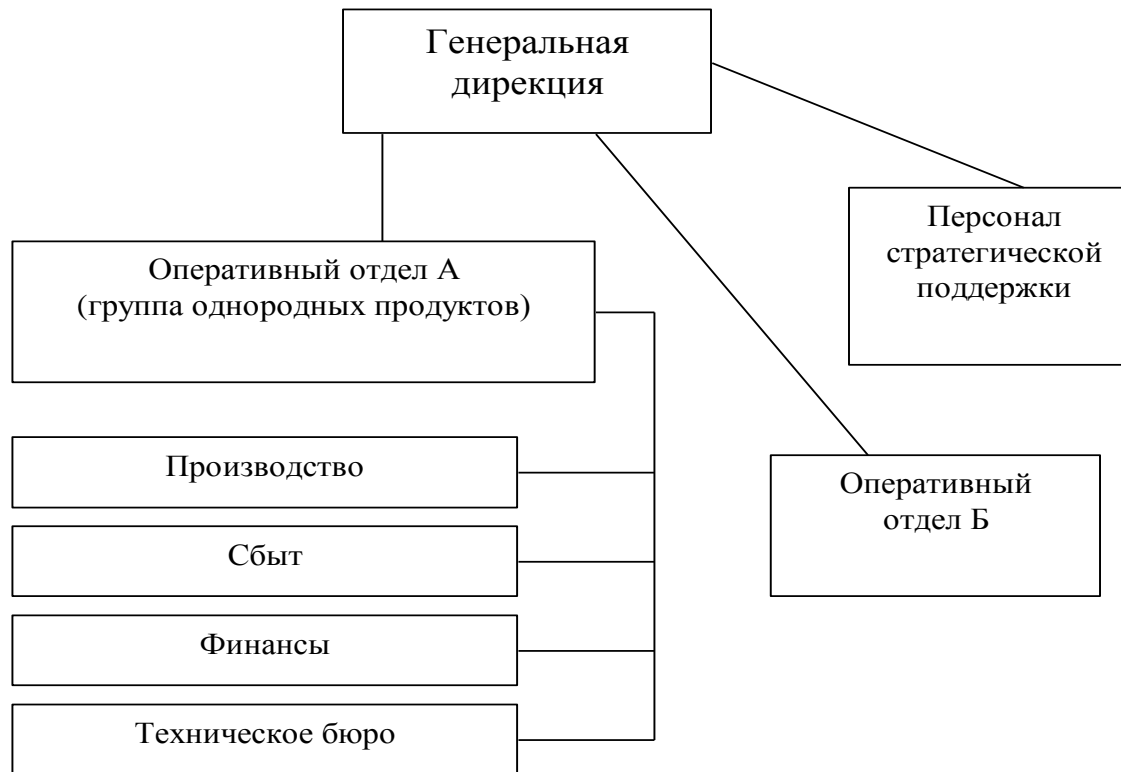 Генеральная
дирекция
Персонал
стратегической
поддержки
Оперативный отдел А
(группа однородных продуктов)
Производство
Оперативный
отдел Б
Сбыт
Финансы
Техническое бюро